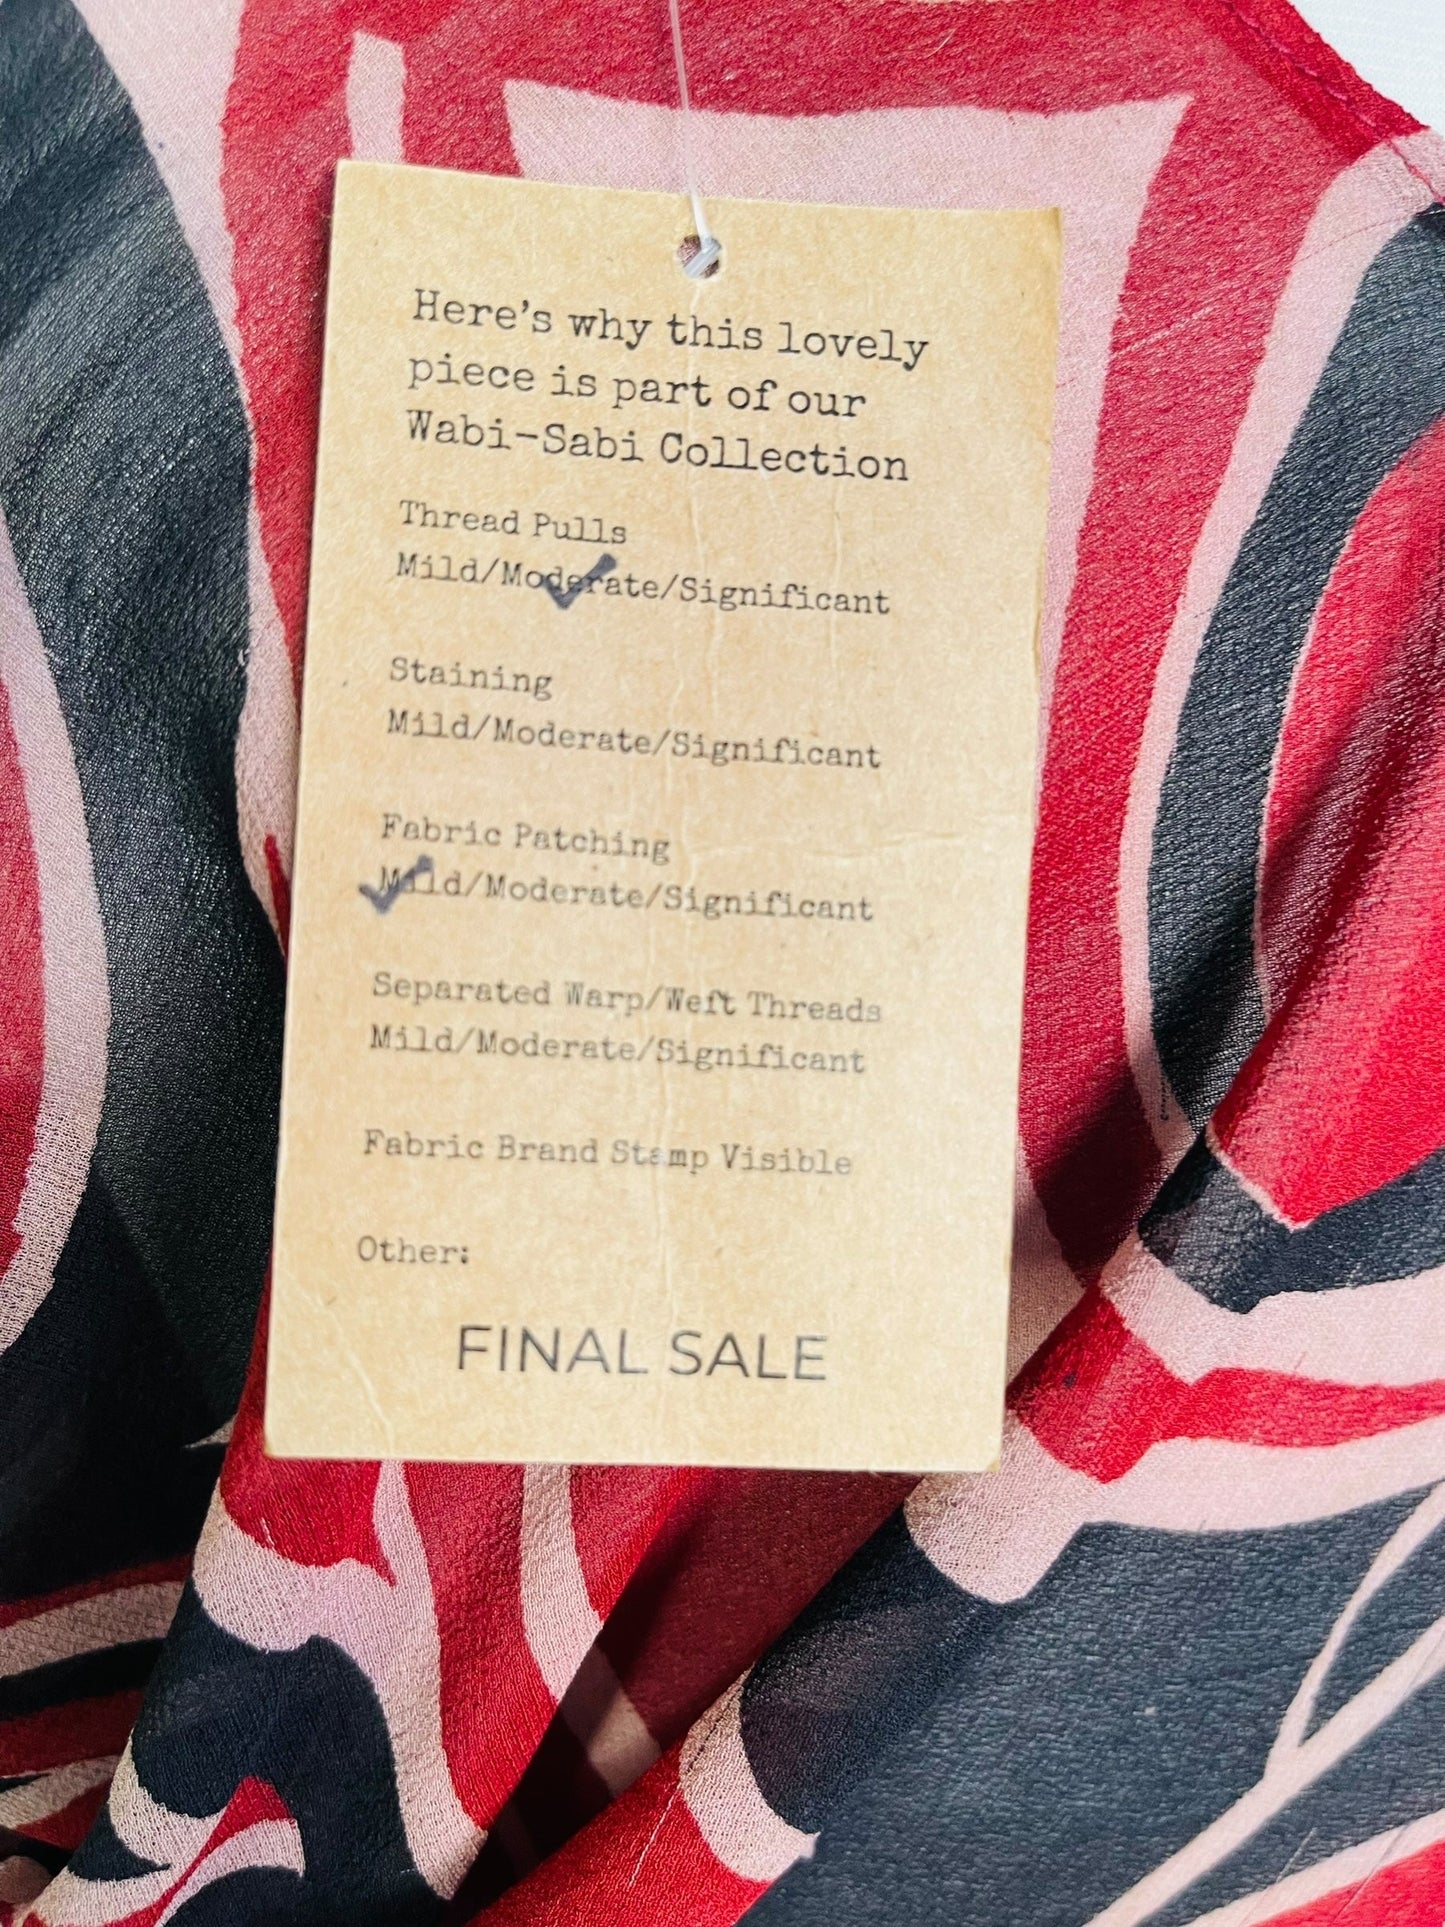 Here's why this lovely
piece is part of our
Wabi-Sabi Collection
Thread Pulls
Mild/Moderate/Significant
Staining
Mild/Moderate/Significant
Fabric Patching
Mild/Moderate/Significant
Separated Warp/Weft Threads
Mild/Moderate/Significant
Fabric Brand Stamp Visible
Other:
FINAL SALE